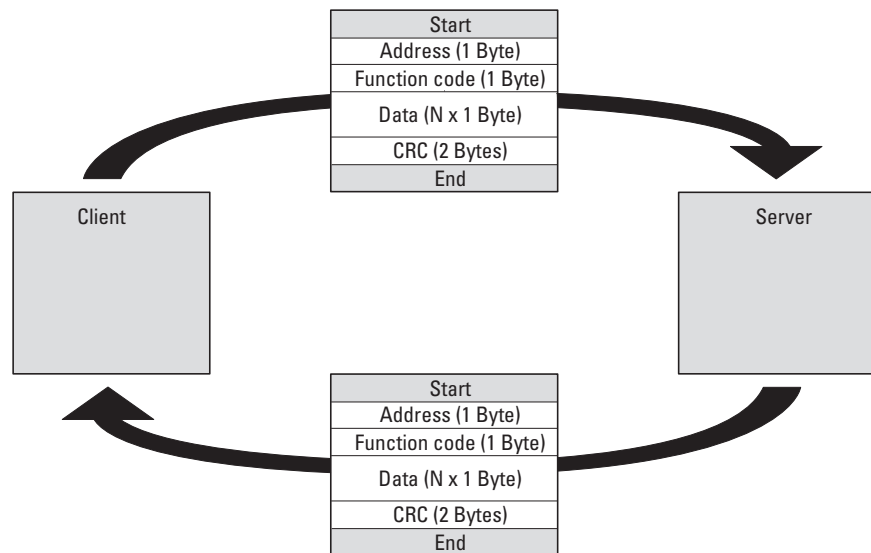 Start
Address (1 Byte)
Function code (1 Byte)
Data (N x 1 Byte)
CRC (2 Bytes)
End
Client
Server
Start
Address (1 Byte)
Function code (1 Byte)
Data (N x 1 Byte)
CRC (2 Bytes)
End